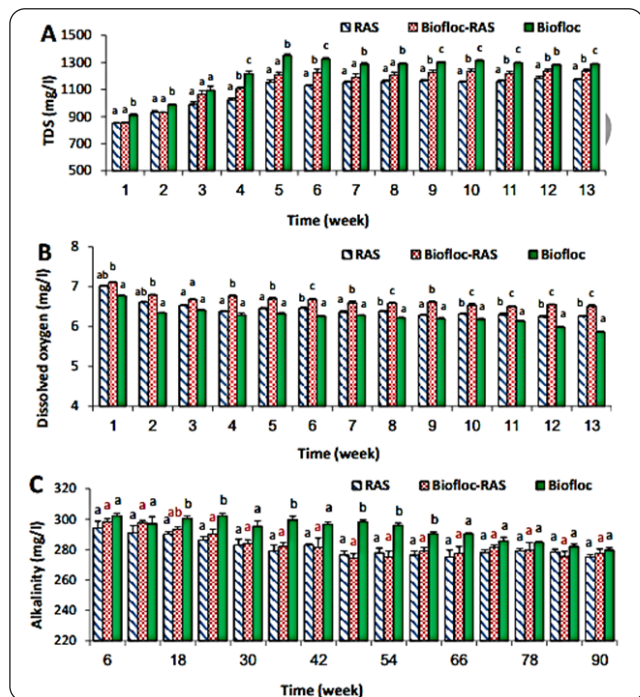 A
RAS Biofloc-RAS Biofloc
1500
1300
1100
900
700
500
TDS (mg/l)
a a b a a b a a a a b c a a b a b c a a b a a b a b c
1 2 3 4 5 6 7 8 9 10 11 12 13
Time (week)
B
RAS Biofloc-RAS Biofloc
8
7
6
5
4
Dissolved oxygen (mg/l)
ab b a ab b a a a a a b a a b a b c a a b a b c a a b a b c a b c a b c a b c a
1 2 3 4 5 6 7 8 9 10 11 12 13
Time (week)
C
RAS Biofloc-RAS Biofloc
320
300
280
260
240
220
Alkalinity (mg/l)
a a a a a a a ab b a a b a a a a a b
6 18 30 42 54 66 78 90
Time (week)